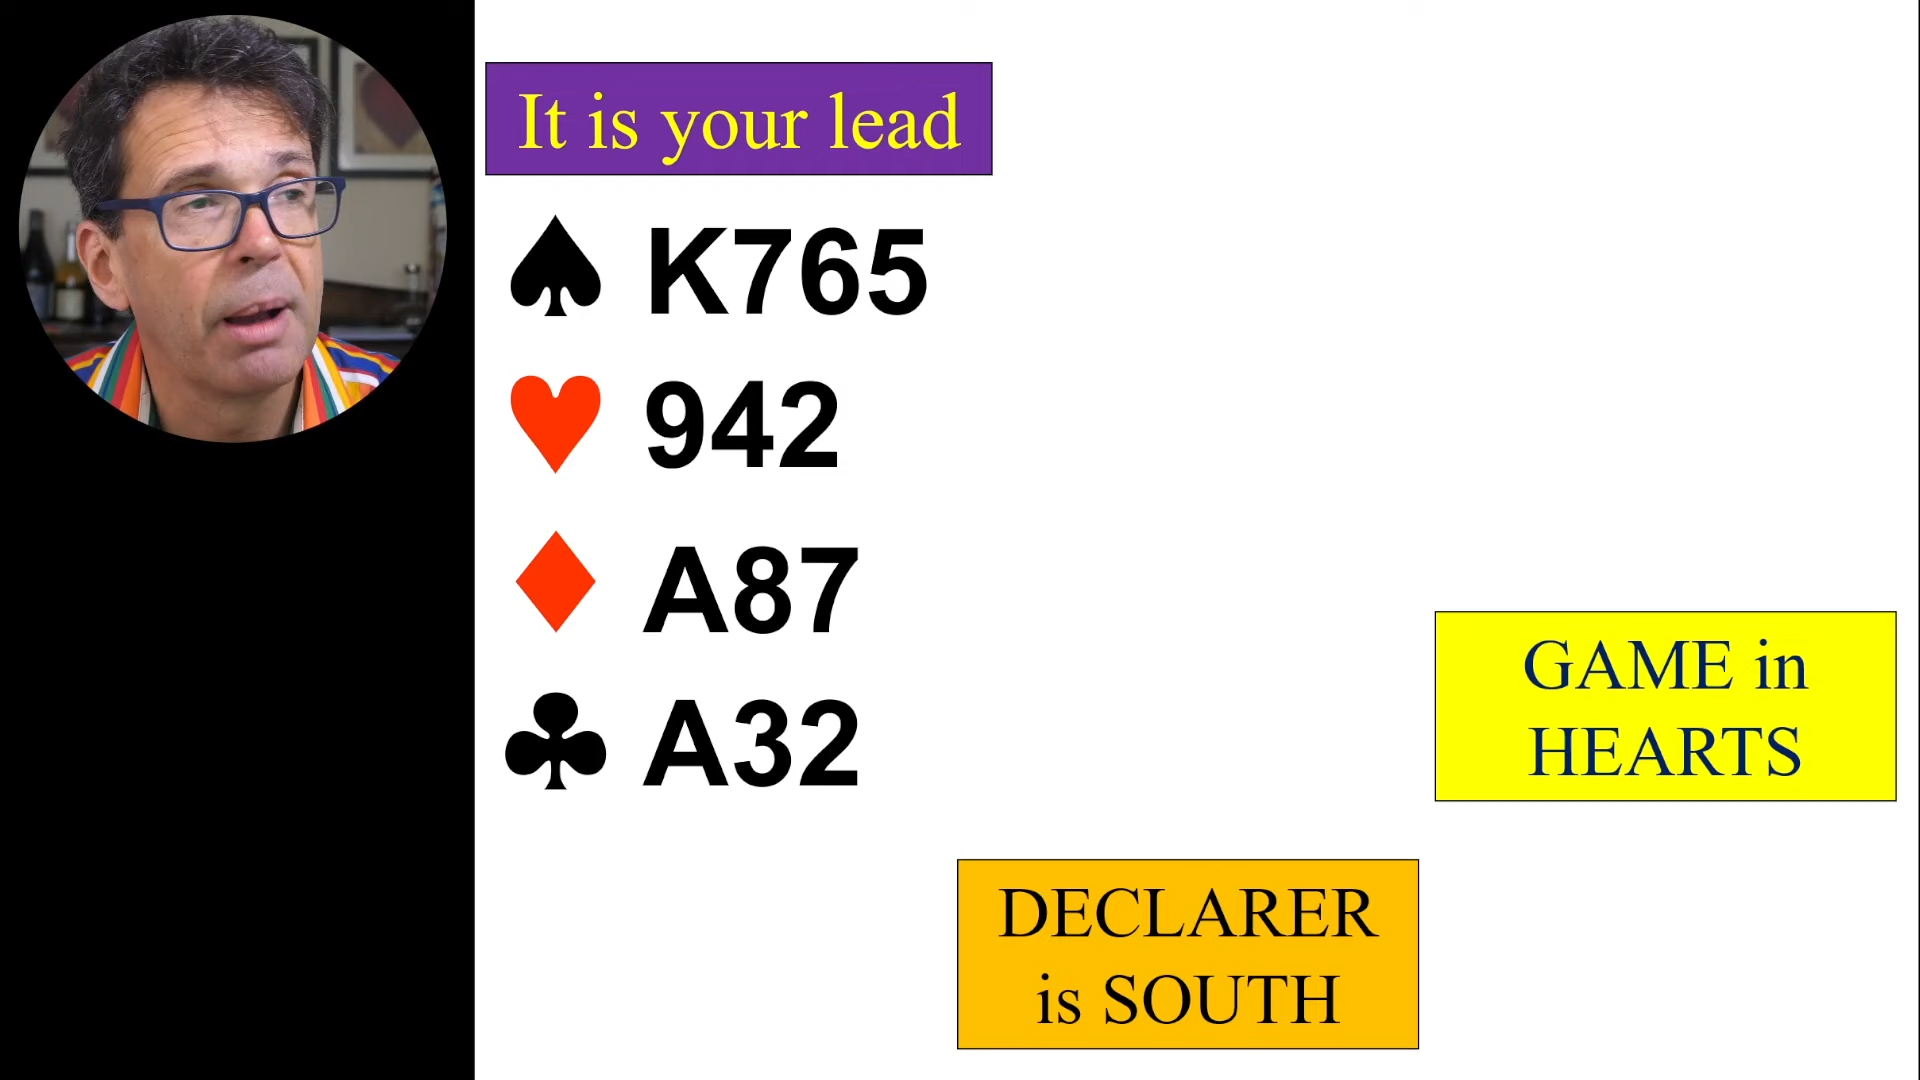 It is your lead
♠ K765
♥ 942
♦ A87
♣ A32
GAME in
HEARTS
DECLARER
is SOUTH